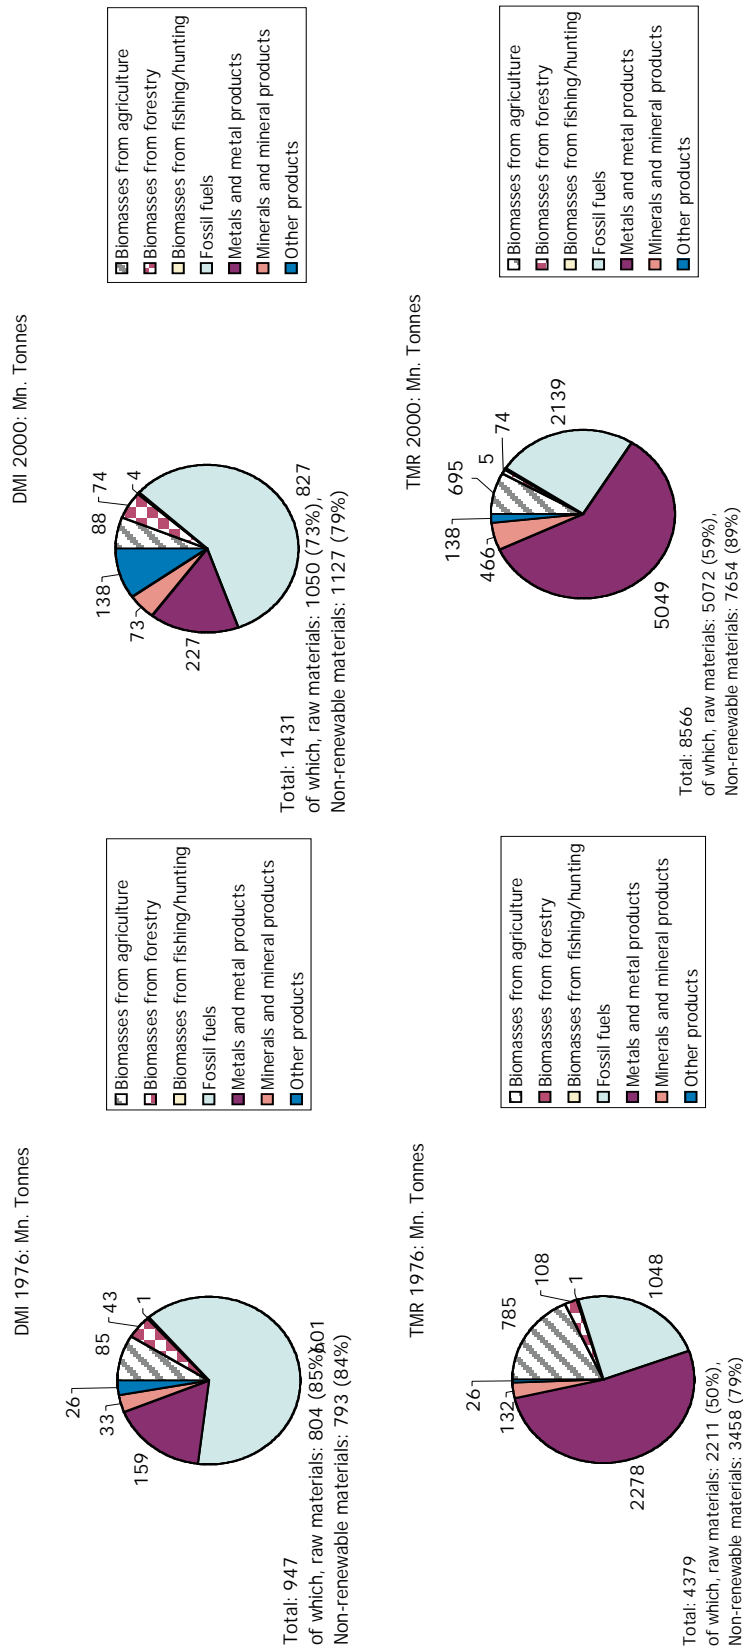 DMI 1976: Mn. Tonnes
85
43
1
601
159
33
26
Total: 947
of which, raw materials: 804 (85%),
Non-renewable materials: 793 (84%)
Biomasses from agriculture
Biomasses from forestry
Biomasses from fishing/hunting
Fossil fuels
Metals and metal products
Minerals and mineral products
Other products
DMI 2000: Mn. Tonnes
88
74
4
827
227
73
138
Total: 1431
of which, raw materials: 1050 (73%),
Non-renewable materials: 1127 (79%)
Biomasses from agriculture
Biomasses from forestry
Biomasses from fishing/hunting
Fossil fuels
Metals and metal products
Minerals and mineral products
Other products
TMR 1976: Mn. Tonnes
785
108
1
1048
2278
132
26
Total: 4379
of which, raw materials: 2211 (50%),
Non-renewable materials: 3458 (79%)
Biomasses from agriculture
Biomasses from forestry
Biomasses from fishing/hunting
Fossil fuels
Metals and metal products
Minerals and mineral products
Other products
TMR 2000: Mn. Tonnes
695
5
74
2139
5049
466
138
Total: 8566
of which, raw materials: 5072 (59%),
Non-renewable materials: 7654 (89%)
Biomasses from agriculture
Biomasses from forestry
Biomasses from fishing/hunting
Fossil fuels
Metals and metal products
Minerals and mineral products
Other products